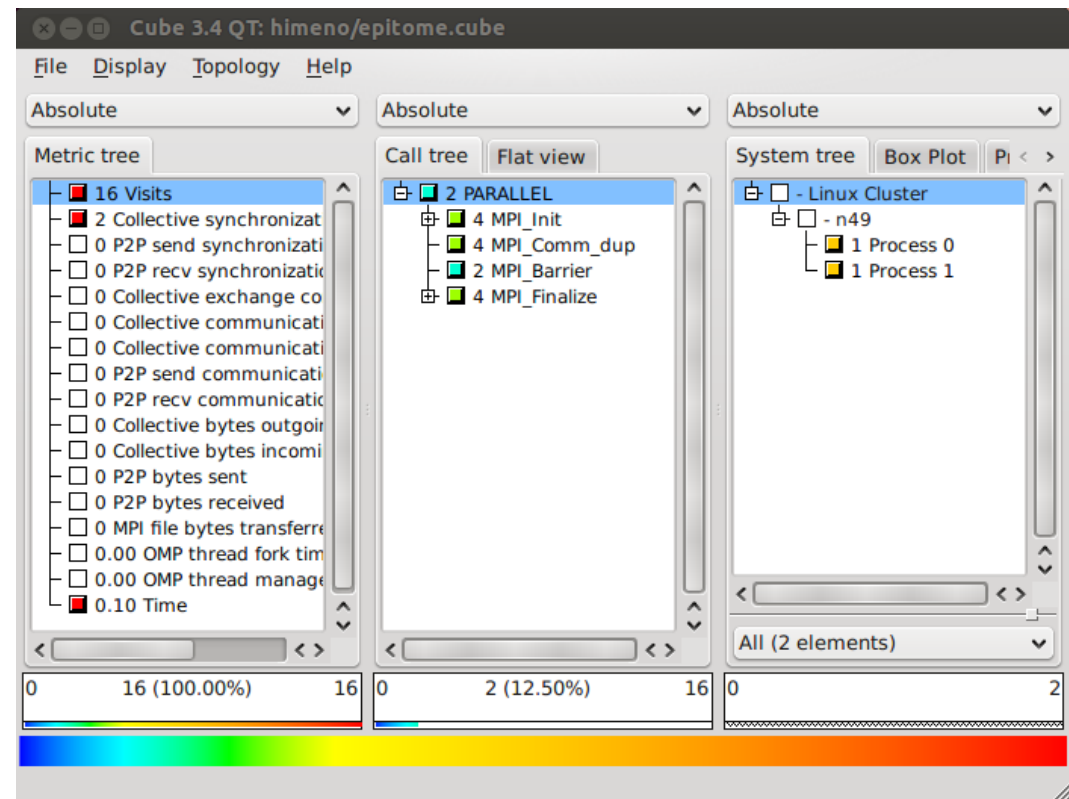 Cube 3.4 QT: himeno/epitome.cube
File Display Topology Help
Absolute
Metric tree
16 Visits
2 Collective synchronizat
0 P2P send synchronizati
0 P2P recv synchronizatio
0 Collective exchange co
0 Collective communicati
0 Collective communicati
0 P2P send communicati
0 P2P recv communicatio
0 Collective bytes outgoin
0 Collective bytes incomi
0 P2P bytes sent
0 P2P bytes received
0 MPI file bytes transferre
0.00 OMP thread fork tim
0.00 OMP thread manage
0.10 Time
0 16 (100.00%) 16
Absolute
Call tree Flat view
2 PARALLEL
4 MPI_Init
4 MPI_Comm_dup
2 MPI_Barrier
4 MPI_Finalize
0 2 (12.50%) 16
Absolute
System tree Box Plot
- Linux Cluster
- n49
1 Process 0
1 Process 1
All (2 elements)
0 2